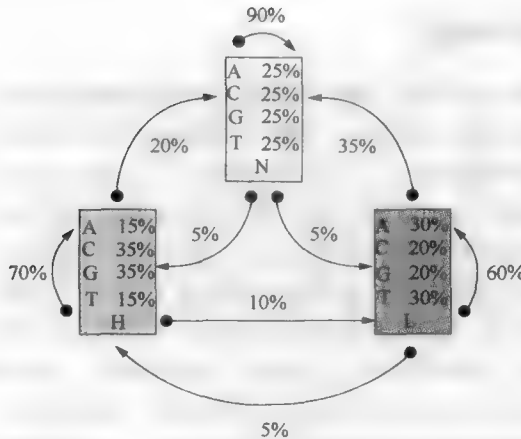 90%
A 25%
C 25%
G 25%
T 25%
N
20%
35%
5%
5%
A 15%
C 35%
G 35%
T 15%
H
70%
A 30%
C 20%
G 20%
T 30%
L
60%
10%
5%